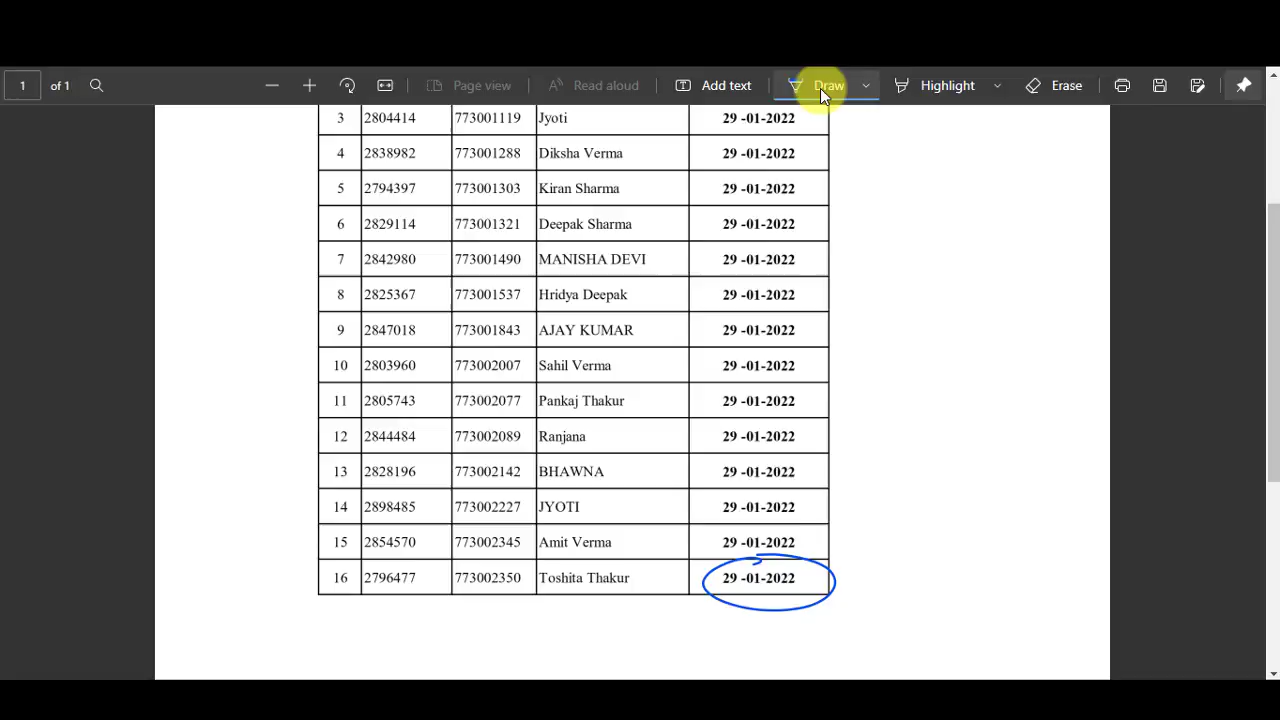 1 of 1 Page view Read aloud Add text Draw Highlight Erase
3 2804414 773001119 Jyoti 29 -01-2022
4 2838982 773001288 Diksha Verma 29 -01-2022
5 2794397 773001303 Kiran Sharma 29 -01-2022
6 2829114 773001321 Deepak Sharma 29 -01-2022
7 2842980 773001490 MANISHA DEVI 29 -01-2022
8 2825367 773001537 Hridya Deepak 29 -01-2022
9 2847018 773001843 AJAY KUMAR 29 -01-2022
10 2803960 773002007 Sahil Verma 29 -01-2022
11 2805743 773002077 Pankaj Thakur 29 -01-2022
12 2844484 773002089 Ranjana 29 -01-2022
13 2828196 773002142 BHAWNA 29 -01-2022
14 2898485 773002227 JYOTI 29 -01-2022
15 2854570 773002345 Amit Verma 29 -01-2022
16 2796477 773002350 Toshita Thakur 29 -01-2022